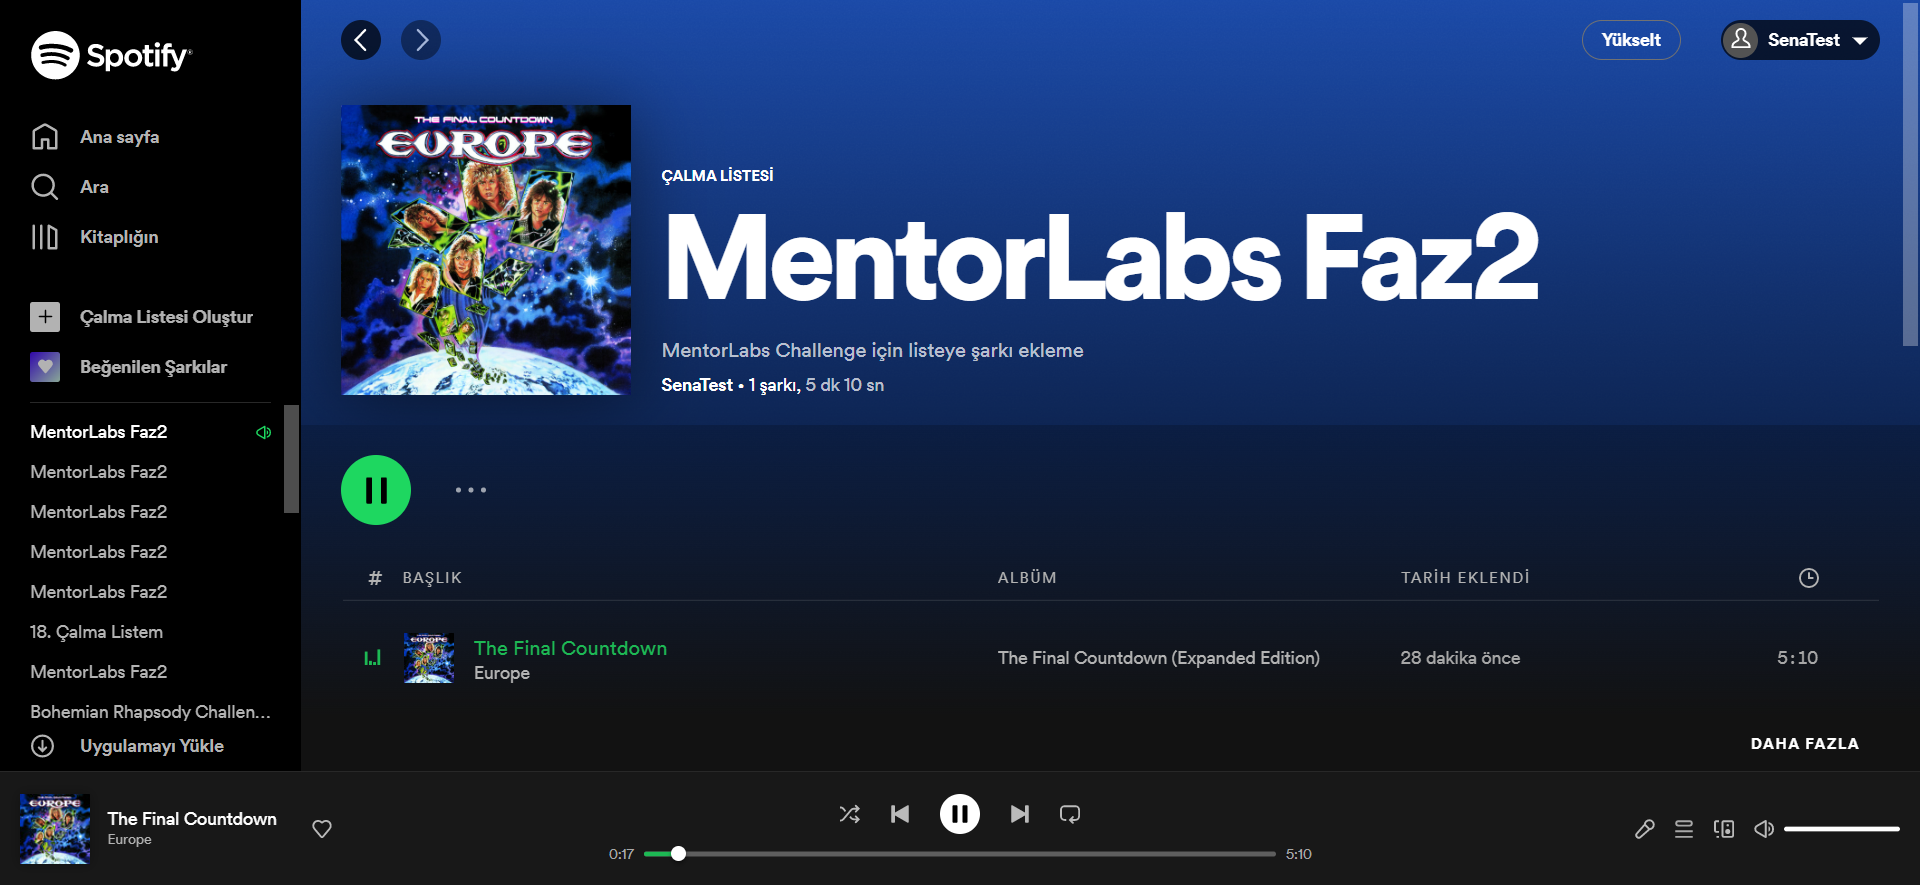 Spotify
Ana sayfa
Ara
Kitaplığın
Çalma Listesi Oluştur
Beğenilen Şarkılar
MentorLabs Faz2
MentorLabs Faz2
MentorLabs Faz2
MentorLabs Faz2
MentorLabs Faz2
18. Çalma Listem
MentorLabs Faz2
Bohemian Rhapsody Challen...
Uygulamayı Yükle
Yükselt
SenaTest
THE FINAL COUNTDOWN
EUROPE
ÇALMA LİSTESİ
MentorLabs Faz2
MentorLabs Challenge için listeye şarkı ekleme
SenaTest • 1 şarkı, 5 dk 10 sn
# BAŞLIK ALBÜM TARİH EKLENDİ
EUROPE
The Final Countdown
Europe
The Final Countdown (Expanded Edition)
28 dakika önce
5:10
DAHA FAZLA
EUROPE
The Final Countdown
Europe
0:17
5:10